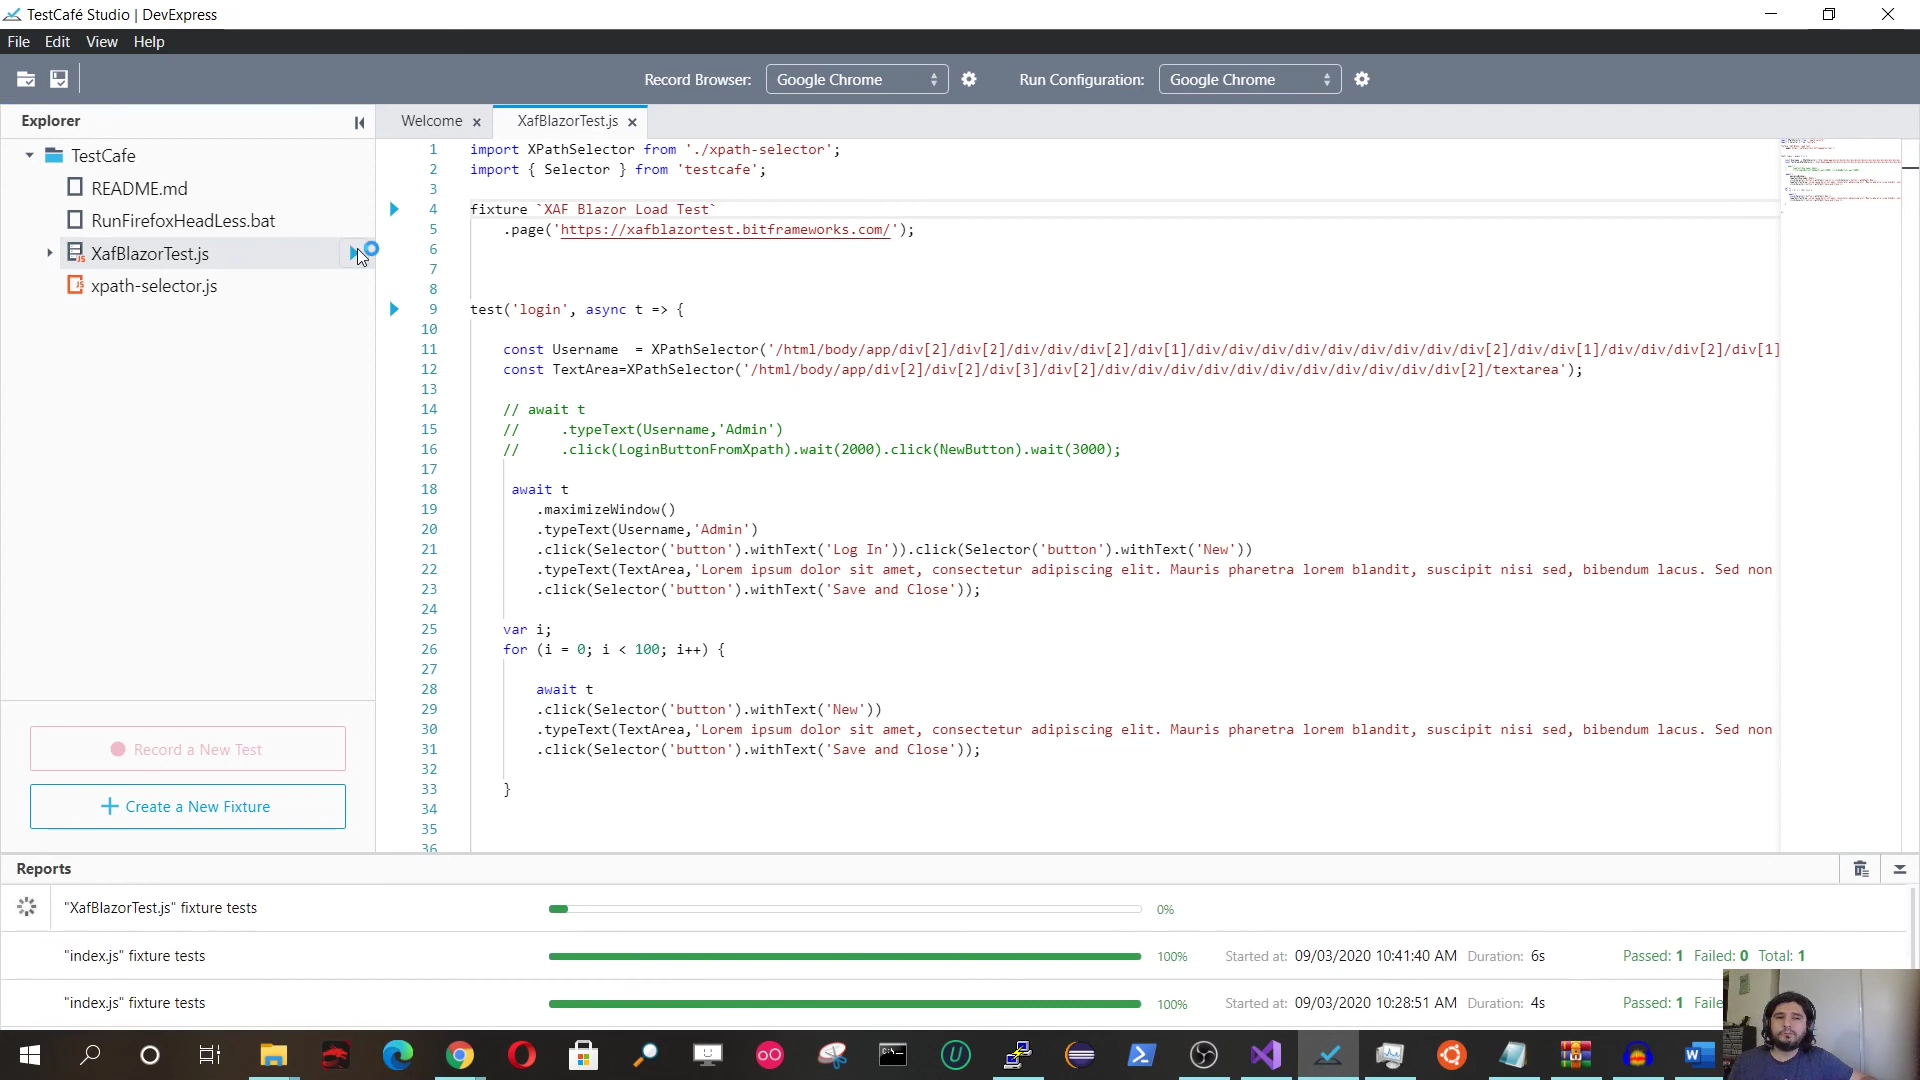 TestCafé Studio | DevExpress
File Edit View Help
Record Browser: Google Chrome Run Configuration: Google Chrome
Explorer
Welcome XafBlazorTest.js
TestCafe
README.md
RunFirefoxHeadLess.bat
XafBlazorTest.js
xpath-selector.js
1 import XPathSelector from './xpath-selector';
2 import { Selector } from 'testcafe';
3
4 fixture `XAF Blazor Load Test`
5 .page('https://xafblazortest.bitframeworks.com/');
6
7
8
9 test('login', async t => {
10
11 const Username = XPathSelector('/html/body/app/div[2]/div[2]/div/div/div[2]/div[1]/div/div/div/div/div/div/div/div[2]/div/div[1]/div/div/div[2]/div[1]
12 const TextArea=XPathSelector('/html/body/app/div[2]/div[2]/div[3]/div[2]/div/div/div/div/div/div/div/div/div/div[2]/textarea');
13
14 // await t
15 // .typeText(Username,'Admin')
16 // .click(LoginButtonFromXpath).wait(2000).click(NewButton).wait(3000);
17
18 await t
19 .maximizeWindow()
20 .typeText(Username,'Admin')
21 .click(Selector('button').withText('Log In')).click(Selector('button').withText('New'))
22 .typeText(TextArea,'Lorem ipsum dolor sit amet, consectetur adipiscing elit. Mauris pharetra lorem blandit, suscipit nisi sed, bibendum lacus. Sed non
23 .click(Selector('button').withText('Save and Close'));
24
25 var i;
26 for (i = 0; i < 100; i++) {
27
28 await t
29 .click(Selector('button').withText('New'))
30 .typeText(TextArea,'Lorem ipsum dolor sit amet, consectetur adipiscing elit. Mauris pharetra lorem blandit, suscipit nisi sed, bibendum lacus. Sed non
31 .click(Selector('button').withText('Save and Close'));
32
33 }
34
35
36
Record a New Test
Create a New Fixture
Reports
"XafBlazorTest.js" fixture tests 0%
"index.js" fixture tests 100% Started at: 09/03/2020 10:41:40 AM Duration: 6s Passed: 1 Failed: 0 Total: 1
"index.js" fixture tests 100% Started at: 09/03/2020 10:28:51 AM Duration: 4s Passed: 1 Faile